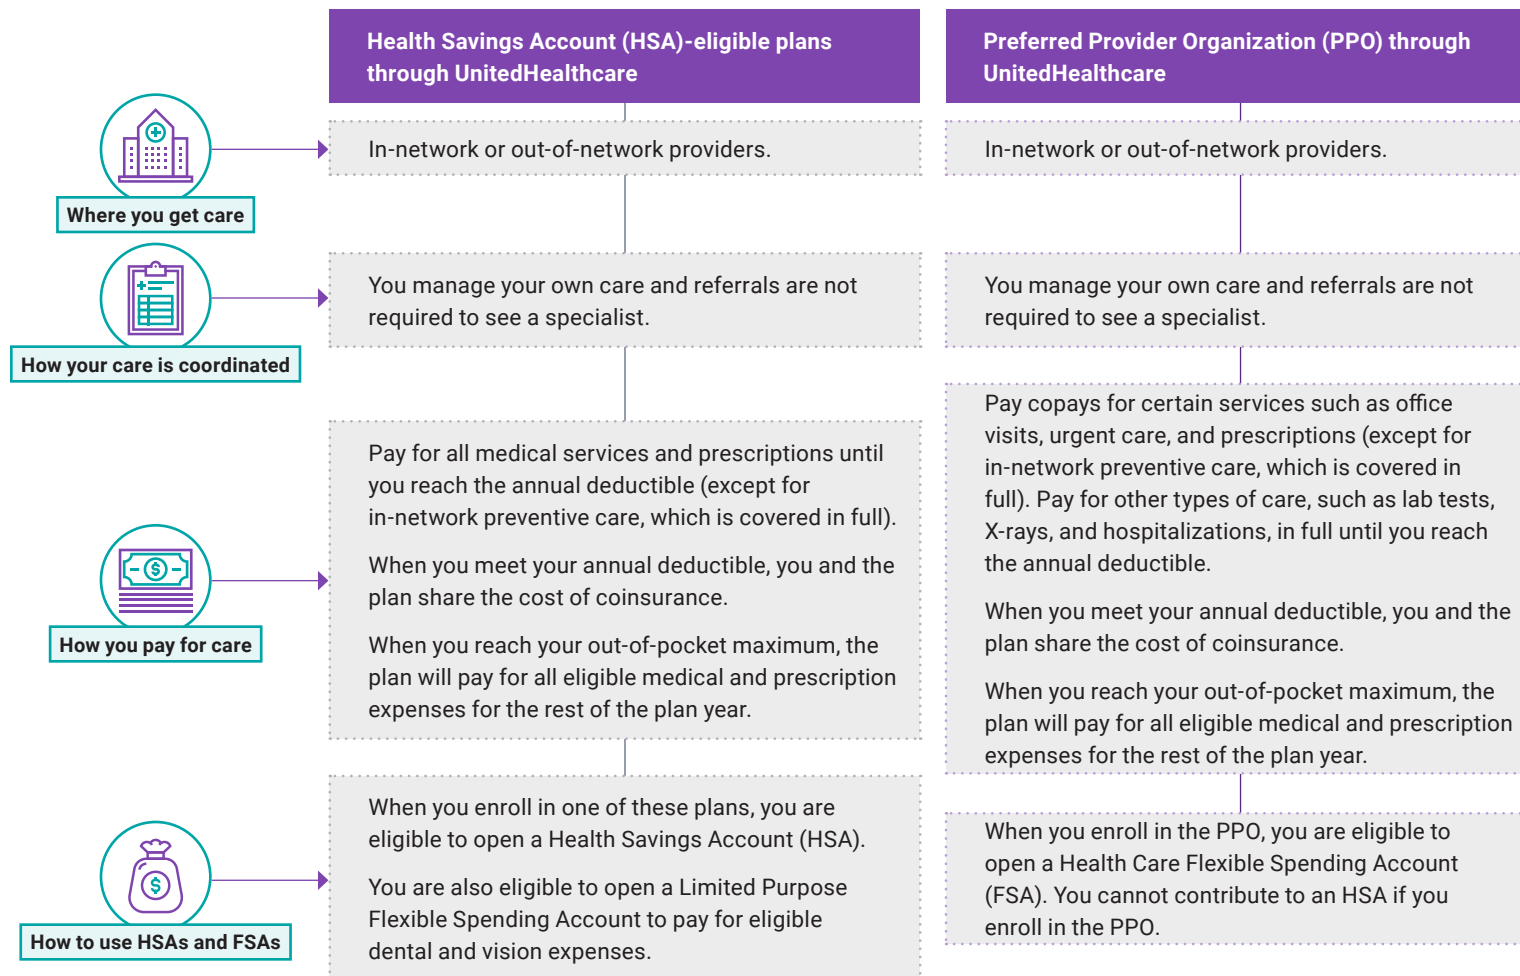 Health Savings Account (HSA)-eligible plans
through UnitedHealthcare
Preferred Provider Organization (PPO) through
UnitedHealthcare
Where you get care
In-network or out-of-network providers.
In-network or out-of-network providers.
How your care is coordinated
You manage your own care and referrals are not
required to see a specialist.
You manage your own care and referrals are not
required to see a specialist.
How you pay for care
Pay for all medical services and prescriptions until
you reach the annual deductible (except for
in-network preventive care, which is covered in full).
When you meet your annual deductible, you and the
plan share the cost of coinsurance.
When you reach your out-of-pocket maximum, the
plan will pay for all eligible medical and prescription
expenses for the rest of the plan year.
Pay copays for certain services such as office
visits, urgent care, and prescriptions (except for
in-network preventive care, which is covered in
full). Pay for other types of care, such as lab tests,
X-rays, and hospitalizations, in full until you reach
the annual deductible.
When you meet your annual deductible, you and the
plan share the cost of coinsurance.
When you reach your out-of-pocket maximum, the
plan will pay for all eligible medical and prescription
expenses for the rest of the plan year.
How to use HSAs and FSAs
When you enroll in one of these plans, you are
eligible to open a Health Savings Account (HSA).
You are also eligible to open a Limited Purpose
Flexible Spending Account to pay for eligible
dental and vision expenses.
When you enroll in the PPO, you are eligible to
open a Health Care Flexible Spending Account
(FSA). You cannot contribute to an HSA if you
enroll in the PPO.